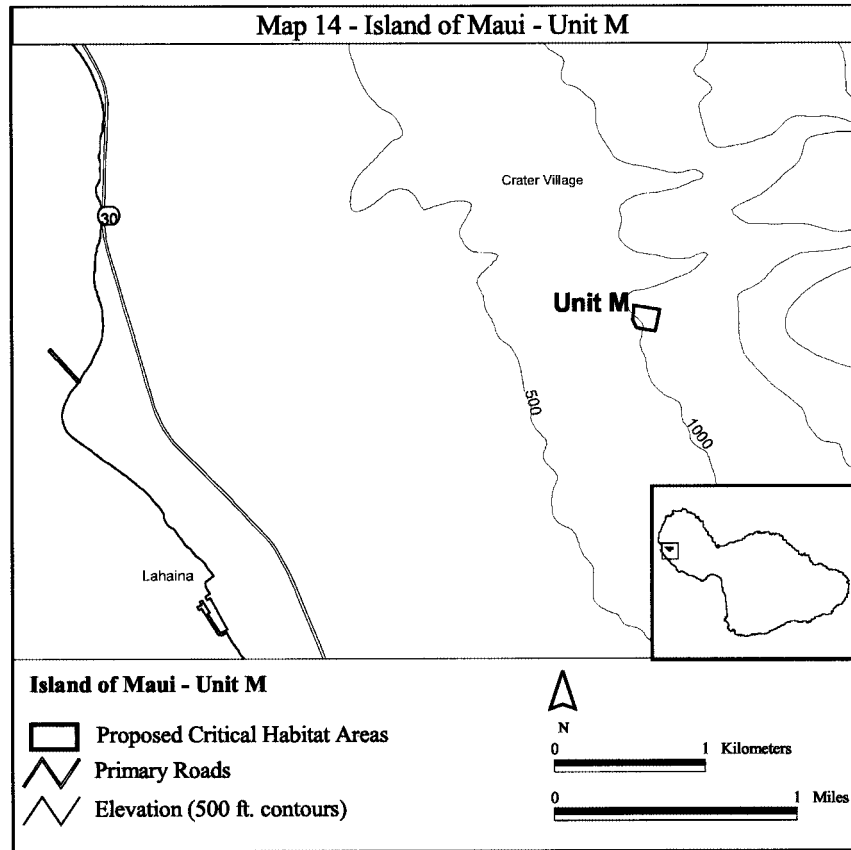 Map 14 - Island of Maui - Unit M
Crater Village
30
Unit M
500
1000
Lahaina
Island of Maui - Unit M
Proposed Critical Habitat Areas
Primary Roads
Elevation (500 ft. contours)
N
0 1 Kilometers
0 1 Miles